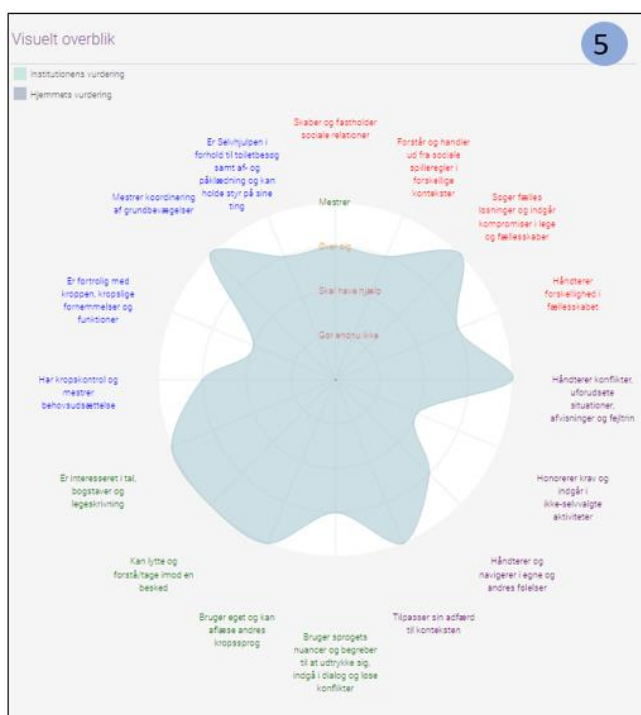 Visuelt overblik
5
Institutionens vurdering
Hjemmets vurdering
Skaber og fastholder
sociale relationer
Forstår og handler
ud fra sociale
spilleregler i
forskellige
kontekster
Søger fælles
løsninger og indgår
kompromiser i lege
og fællesskaber
Håndterer
forskellighed i
fællesskabet
Håndterer konflikter,
uforudsete
situationer,
afvisninger og fejltrin
Honorerer krav og
indgår i
ikke-selvvalgte
aktiviteter
Håndterer og
navigerer i egne og
andres følelser
Tilpasser sin adfærd
til konteksten
Bruger sprogets
nuancer og begreber
til at udtrykke sig,
indgå i dialog og løse
konflikter
Bruger eget og kan
aflæse andres
kropssprog
Kan lytte og
forstå/tage imod en
besked
Er interesseret i tal,
bogstaver og
legeskrivning
Har kropskontrol og
mestrer
behovsudsættelse
Er fortrolig med
kroppen, kropslige
fornemmelser og
funktioner
Mestrer koordinering
af grundbevægelser
Er Selvhjulpen i
forhold til toiletbesøg
samt af- og
påklædning og kan
holde styr på sine
ting
Mestrer
Øver sig
Skal have hjælp
Gør endnu ikke